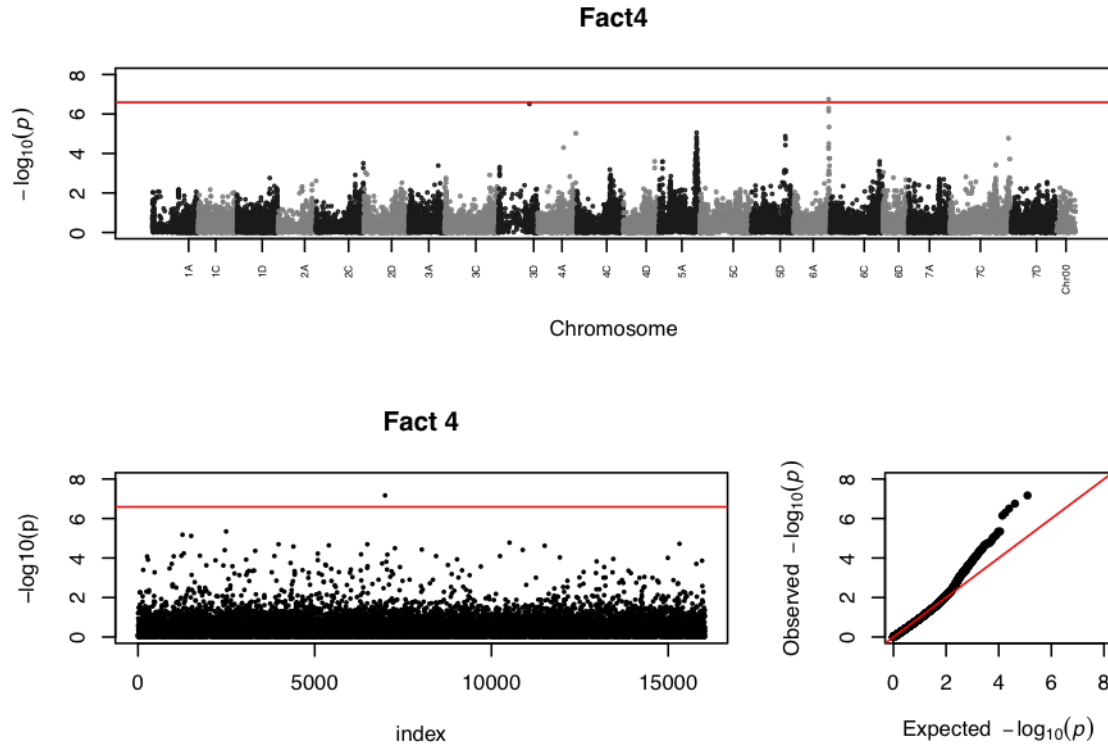 Fact4
8
6
4
2
0
−log₁₀(p)
1A 1C 1D 2A 2C 2D 3A 3C 3D 4A 4C 4D 5A 5C 5D 6A 6C 6D 7A 7C 7D Chr00
Chromosome
Fact 4
8
6
4
2
0
−log10(p)
0 5000 10000 15000
index
8
6
4
2
0
Observed −log₁₀(p)
0 2 4 6 8
Expected −log₁₀(p)